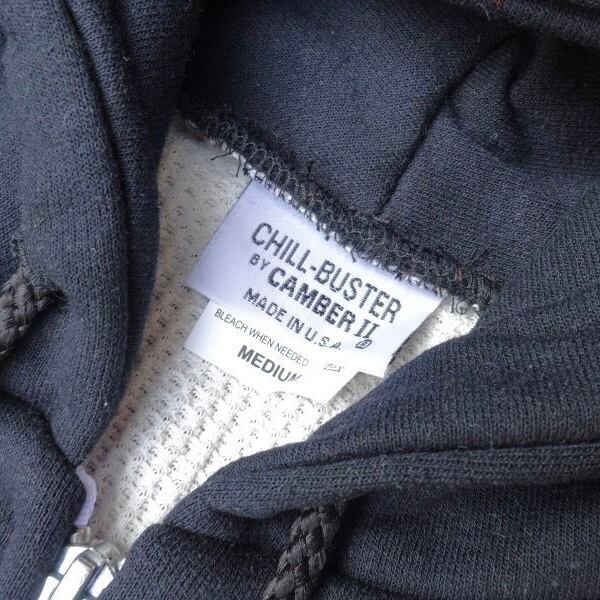 CHILL-BUSTER
BY CAMBER II
MADE IN U.S.A.
BLEACH WHEN NEEDED
MEDIUM